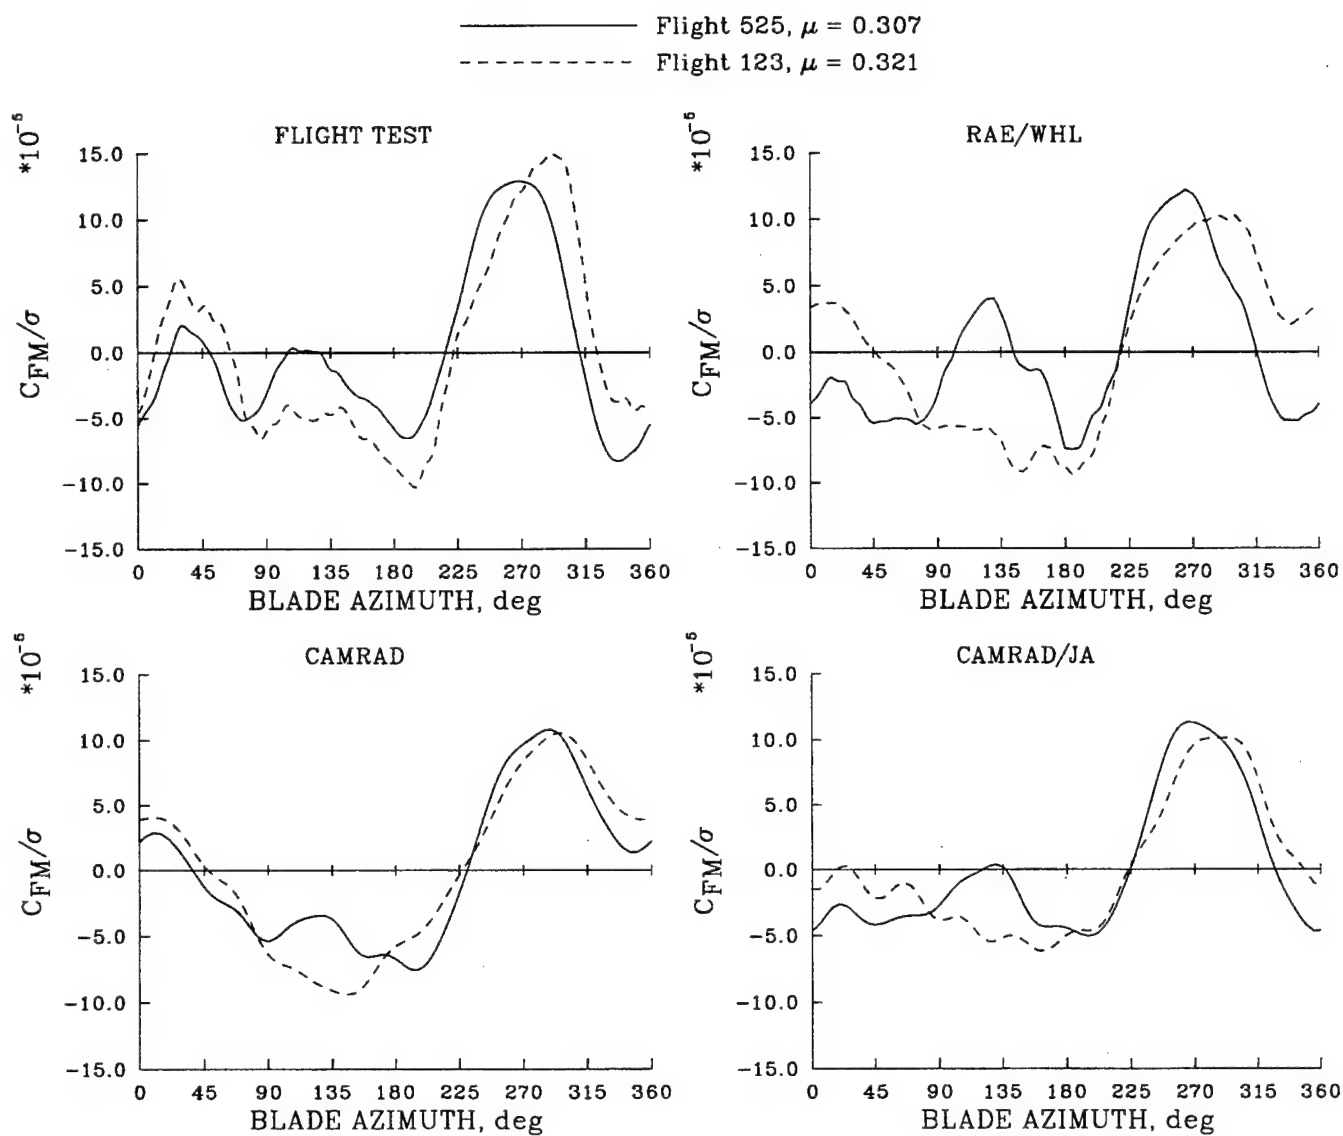 Flight 525, μ = 0.307
Flight 123, μ = 0.321
FLIGHT TEST
*10⁻⁵
C_FM/σ
15.0
10.0
5.0
0.0
−5.0
−10.0
−15.0
0 45 90 135 180 225 270 315 360
BLADE AZIMUTH, deg
RAE/WHL
*10⁻⁵
C_FM/σ
15.0
10.0
5.0
0.0
−5.0
−10.0
−15.0
0 45 90 135 180 225 270 315 360
BLADE AZIMUTH, deg
CAMRAD
*10⁻⁵
C_FM/σ
15.0
10.0
5.0
0.0
−5.0
−10.0
−15.0
0 45 90 135 180 225 270 315 360
BLADE AZIMUTH, deg
CAMRAD/JA
*10⁻⁵
C_FM/σ
15.0
10.0
5.0
0.0
−5.0
−10.0
−15.0
0 45 90 135 180 225 270 315 360
BLADE AZIMUTH, deg